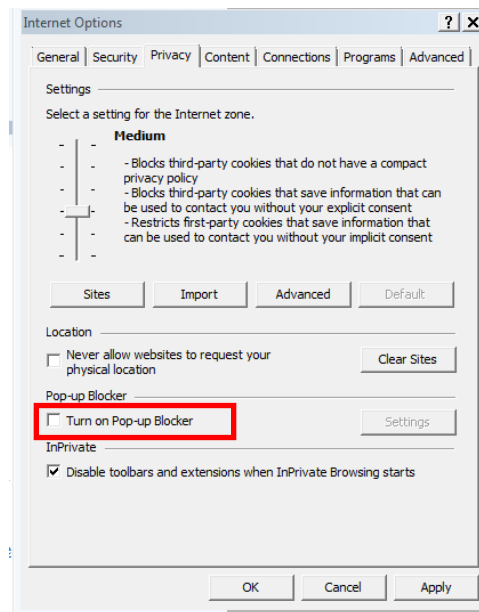 Internet Options
General Security Privacy Content Connections Programs Advanced
Settings
Select a setting for the Internet zone.
Medium
- Blocks third-party cookies that do not have a compact
privacy policy
- Blocks third-party cookies that save information that can
be used to contact you without your explicit consent
- Restricts first-party cookies that save information that
can be used to contact you without your implicit consent
Sites Import Advanced Default
Location
Never allow websites to request your
physical location
Clear Sites
Pop-up Blocker
Turn on Pop-up Blocker
Settings
InPrivate
Disable toolbars and extensions when InPrivate Browsing starts
OK Cancel Apply